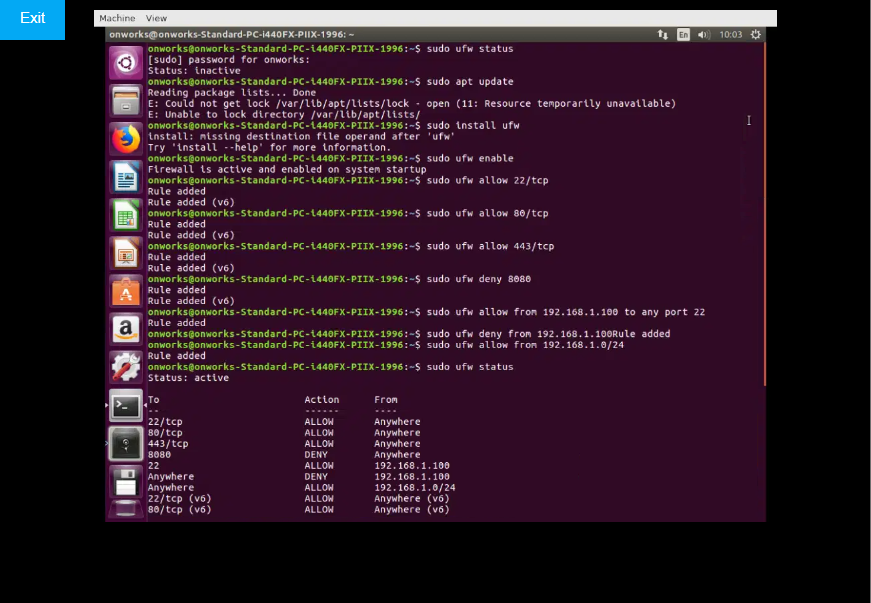 Exit
Machine View
onworks@onworks-Standard-PC-i440FX-PIIX-1996: ~
En
10:03
onworks@onworks-Standard-PC-i440FX-PIIX-1996:~$ sudo ufw status
[sudo] password for onworks:
Status: inactive
onworks@onworks-Standard-PC-i440FX-PIIX-1996:~$ sudo apt update
Reading package lists... Done
E: Could not get lock /var/lib/apt/lists/lock - open (11: Resource temporarily unavailable)
E: Unable to lock directory /var/lib/apt/lists/
onworks@onworks-Standard-PC-i440FX-PIIX-1996:~$ sudo install ufw
install: missing destination file operand after 'ufw'
Try 'install --help' for more information.
onworks@onworks-Standard-PC-i440FX-PIIX-1996:~$ sudo ufw enable
Firewall is active and enabled on system startup
onworks@onworks-Standard-PC-i440FX-PIIX-1996:~$ sudo ufw allow 22/tcp
Rule added
Rule added (v6)
onworks@onworks-Standard-PC-i440FX-PIIX-1996:~$ sudo ufw allow 80/tcp
Rule added
Rule added (v6)
onworks@onworks-Standard-PC-i440FX-PIIX-1996:~$ sudo ufw allow 443/tcp
Rule added
Rule added (v6)
onworks@onworks-Standard-PC-i440FX-PIIX-1996:~$ sudo ufw deny 8080
Rule added
Rule added (v6)
onworks@onworks-Standard-PC-i440FX-PIIX-1996:~$ sudo ufw allow from 192.168.1.100 to any port 22
Rule added
onworks@onworks-Standard-PC-i440FX-PIIX-1996:~$ sudo ufw deny from 192.168.1.100Rule added
onworks@onworks-Standard-PC-i440FX-PIIX-1996:~$ sudo ufw allow from 192.168.1.0/24
Rule added
onworks@onworks-Standard-PC-i440FX-PIIX-1996:~$ sudo ufw status
Status: active
To Action From
-- ------ ----
22/tcp ALLOW Anywhere
80/tcp ALLOW Anywhere
443/tcp ALLOW Anywhere
8080 DENY Anywhere
22 ALLOW 192.168.1.100
Anywhere DENY 192.168.1.100
Anywhere ALLOW 192.168.1.0/24
22/tcp (v6) ALLOW Anywhere (v6)
80/tcp (v6) ALLOW Anywhere (v6)